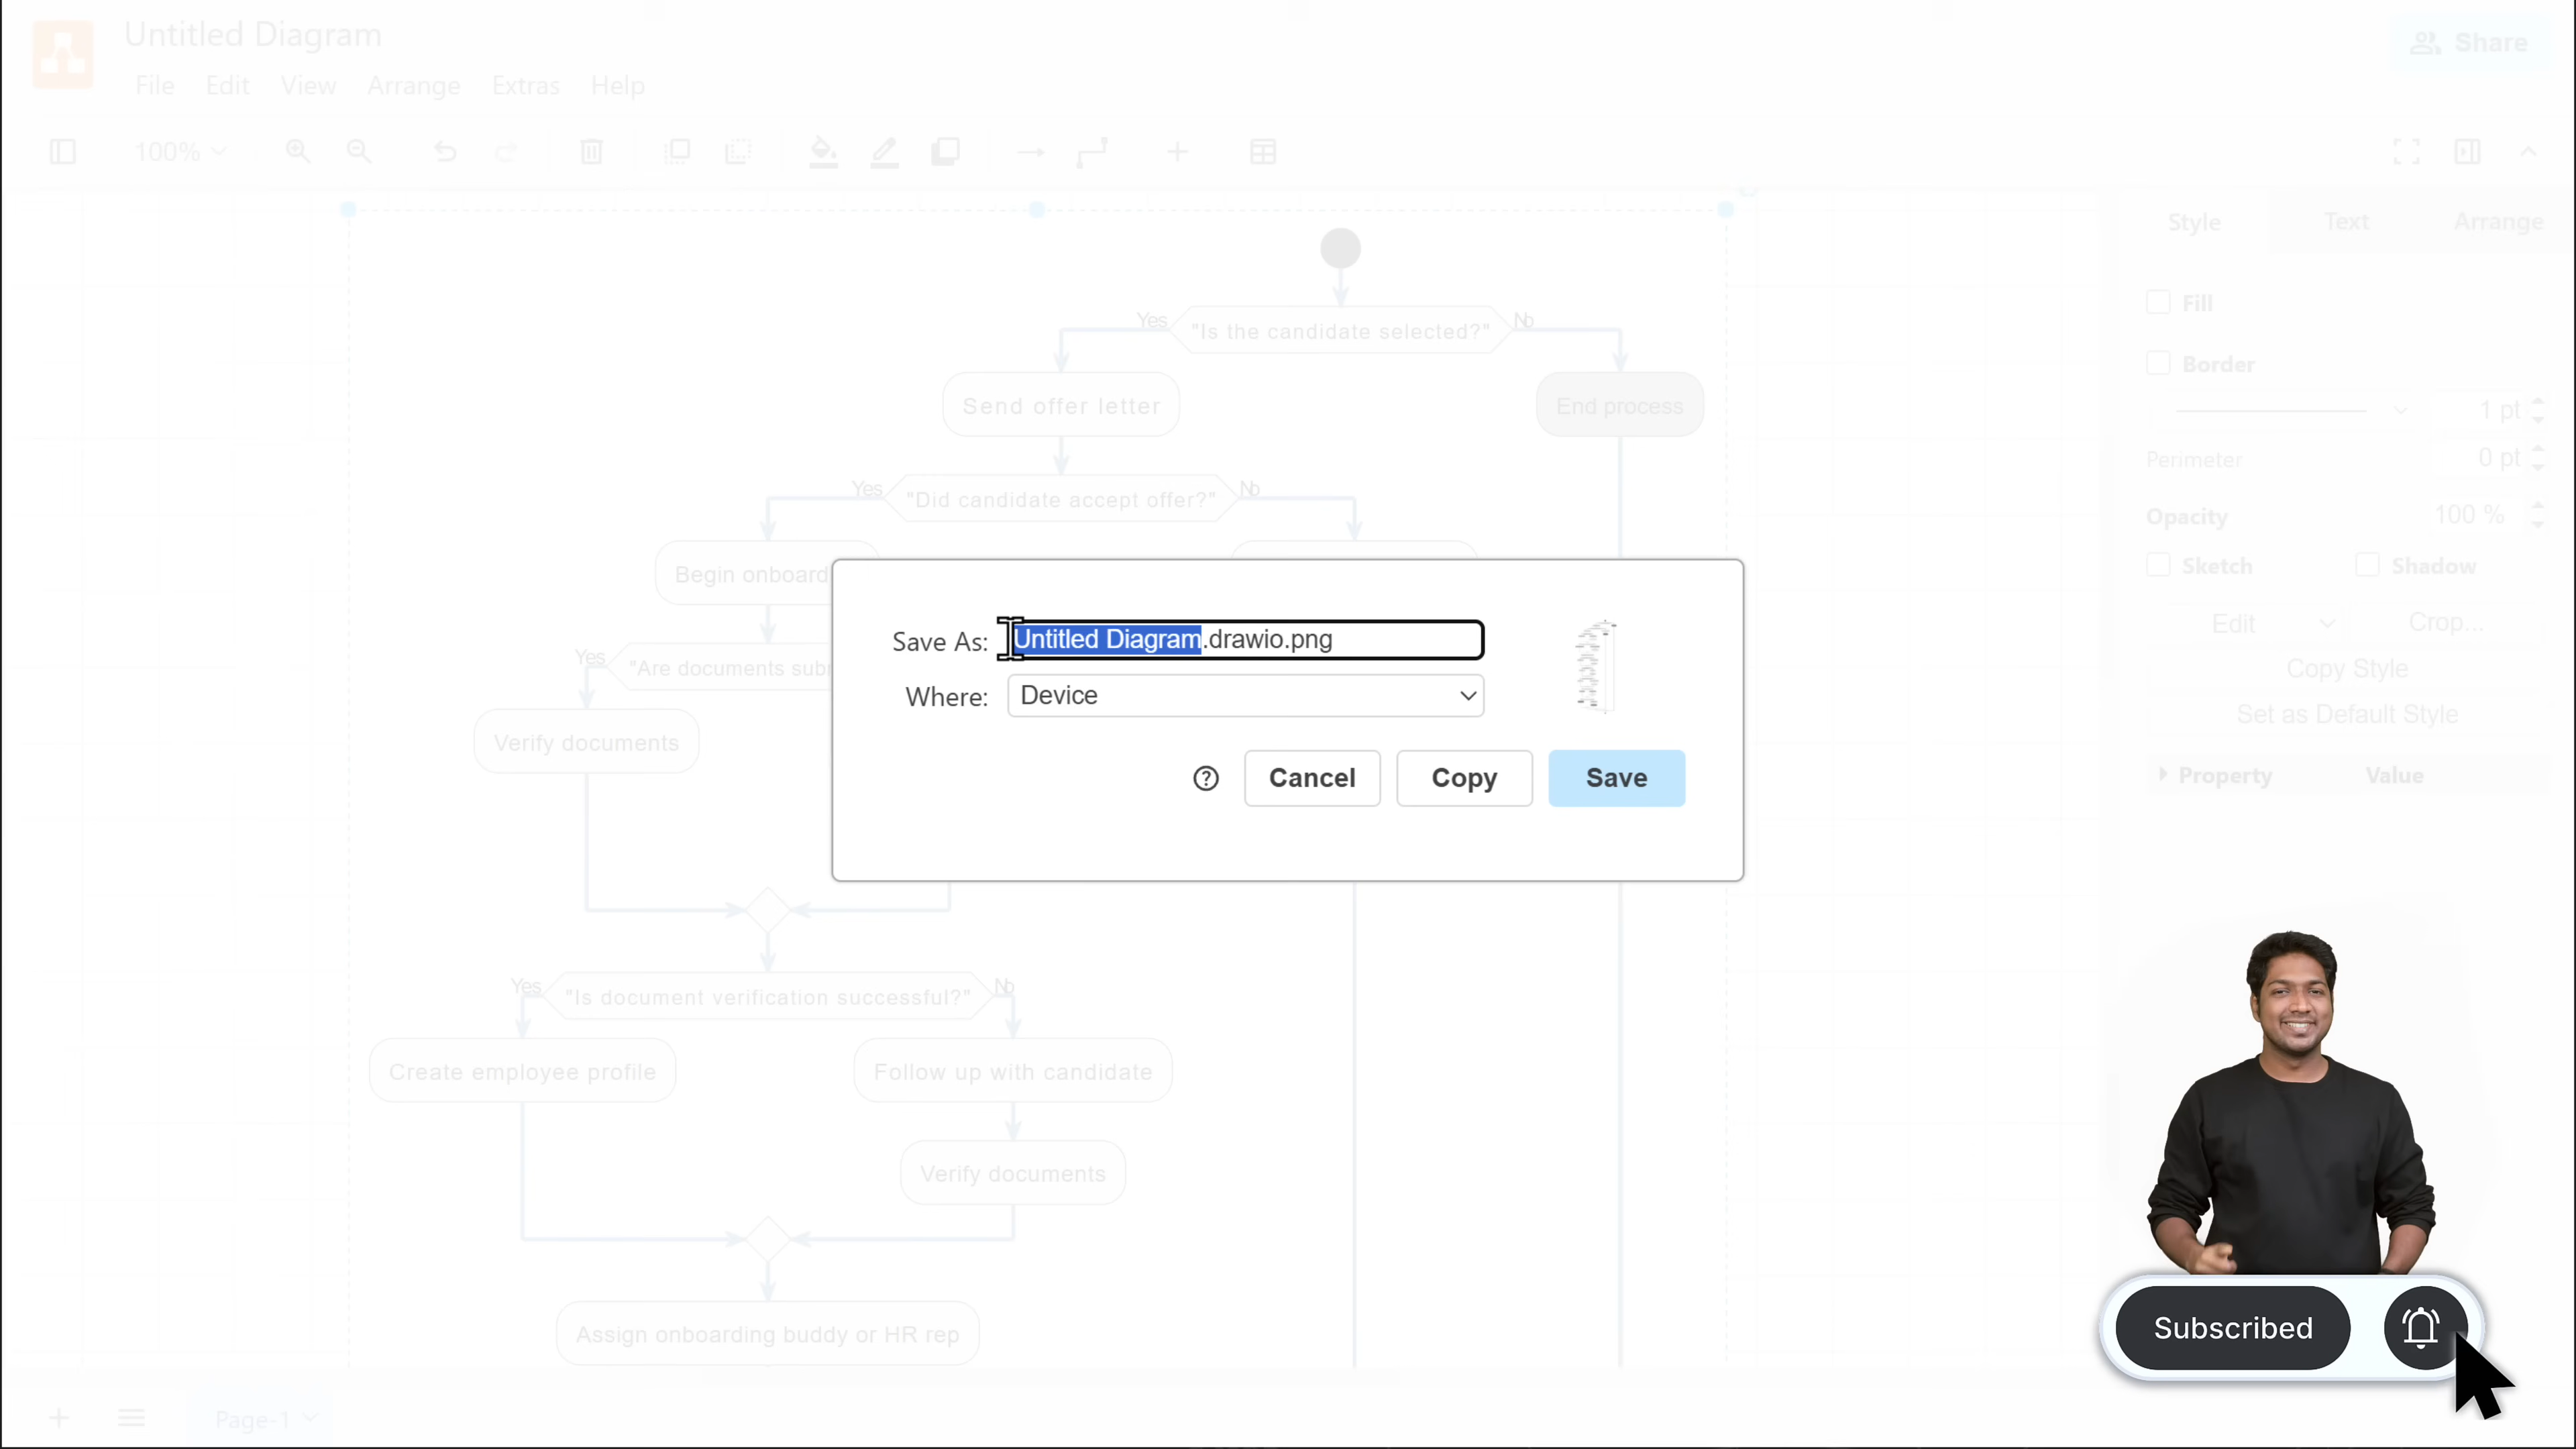 Untitled Diagram
Share
File Edit View Arrange Extras Help
100%
Style Text Arrange
Fill
Border
1 pt
Perimeter 0 pt
Opacity 100 %
Sketch Shadow
Edit Crop...
Copy Style
Set as Default Style
Property Value
Yes "Is the candidate selected?" No
Send offer letter
End process
Yes "Did candidate accept offer?" No
Begin onboard
Save As: Untitled Diagram.drawio.png
Where: Device
Cancel Copy Save
Yes "Are documents sub
Verify documents
Yes "Is document verification successful?" No
Create employee profile
Follow up with candidate
Verify documents
Assign onboarding buddy or HR rep
Subscribed
Page-1